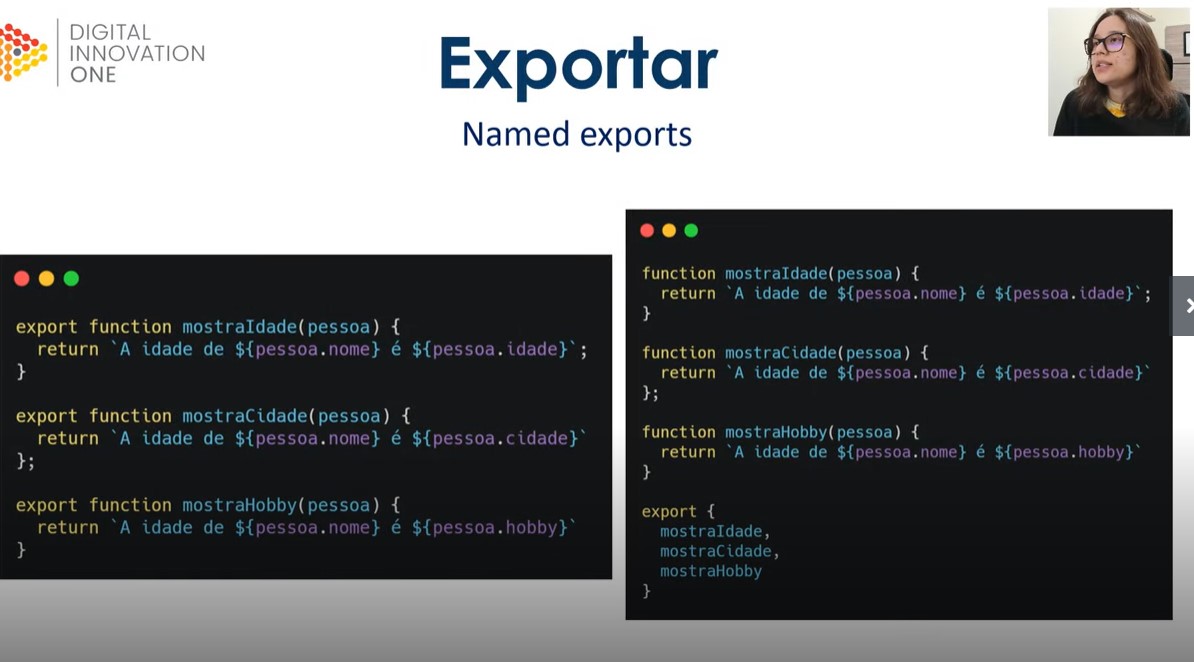 DIGITAL
INNOVATION
ONE
Exportar
Named exports
export function mostraIdade(pessoa) {
  return `A idade de ${pessoa.nome} é ${pessoa.idade}`;
}
export function mostraCidade(pessoa) {
  return `A idade de ${pessoa.nome} é ${pessoa.cidade}`
};
export function mostraHobby(pessoa) {
  return `A idade de ${pessoa.nome} é ${pessoa.hobby}`
}
function mostraIdade(pessoa) {
  return `A idade de ${pessoa.nome} é ${pessoa.idade}`;
}
function mostraCidade(pessoa) {
  return `A idade de ${pessoa.nome} é ${pessoa.cidade}`
};
function mostraHobby(pessoa) {
  return `A idade de ${pessoa.nome} é ${pessoa.hobby}`
}
export {
  mostraIdade,
  mostraCidade,
  mostraHobby
}